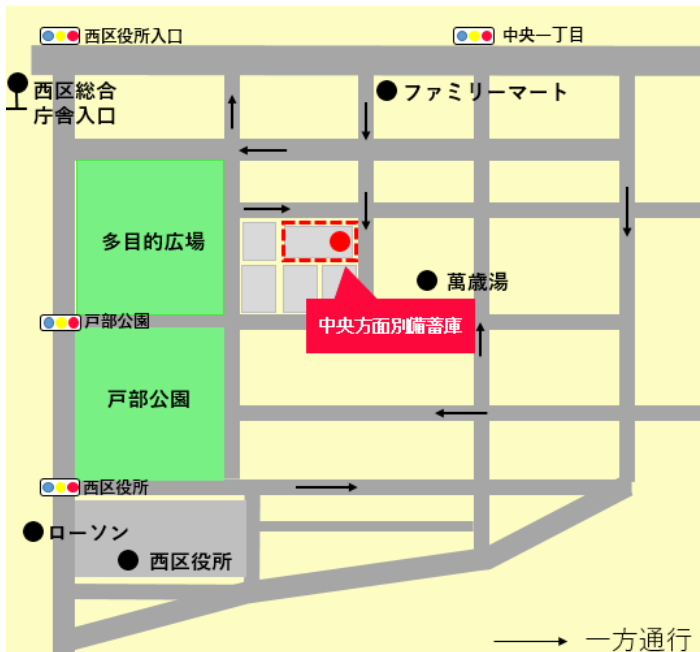 西区役所入口
中央一丁目
西区総合
庁舎入口
ファミリーマート
多目的広場
萬歳湯
中央方面別備蓄庫
戸部公園
戸部公園
西区役所
ローソン
西区役所
一方通行